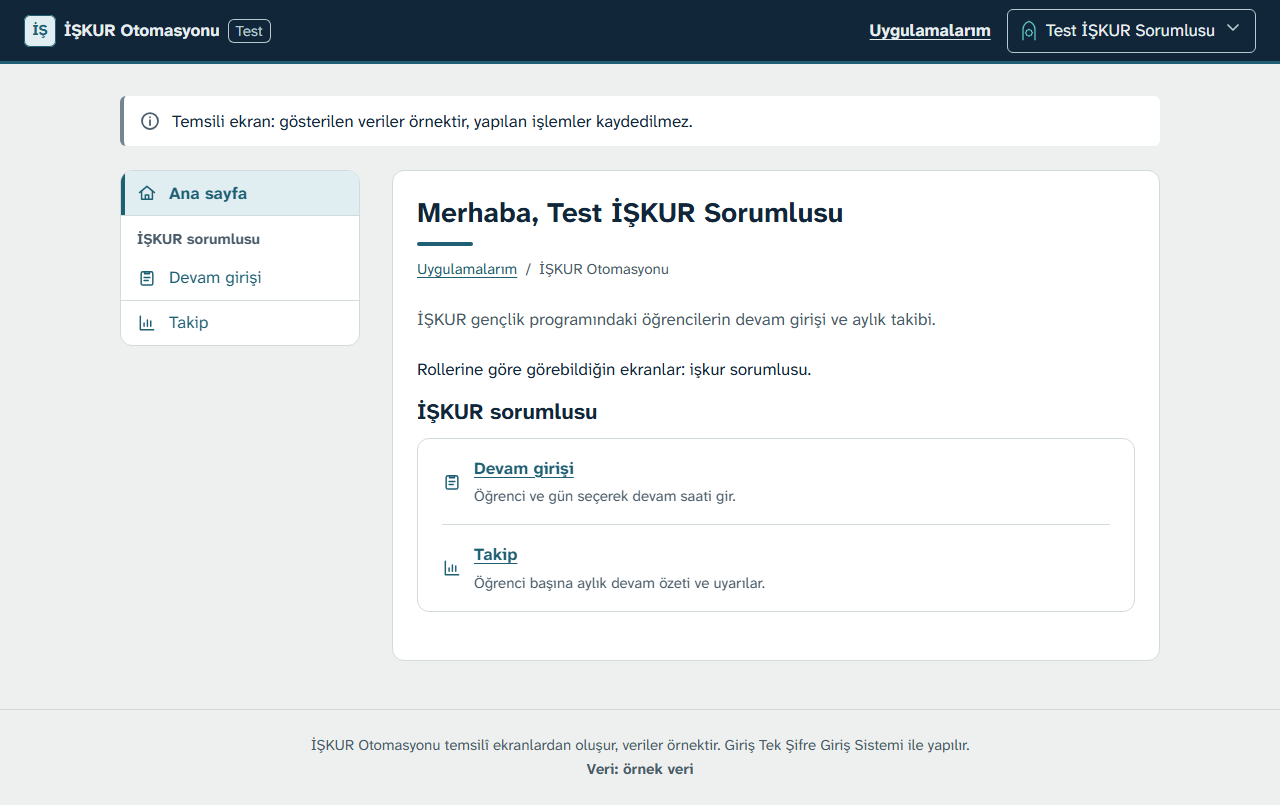 İŞ İŞKUR Otomasyonu Test Uygulamalarım Test İŞKUR Sorumlusu
Temsili ekran: gösterilen veriler örnektir, yapılan işlemler kaydedilmez.
Ana sayfa
İŞKUR sorumlusu
Devam girişi
Takip
Merhaba, Test İŞKUR Sorumlusu
Uygulamalarım / İŞKUR Otomasyonu
İŞKUR gençlik programındaki öğrencilerin devam girişi ve aylık takibi.
Rollerine göre görebildiğin ekranlar: işkur sorumlusu.
İŞKUR sorumlusu
Devam girişi
Öğrenci ve gün seçerek devam saati gir.
Takip
Öğrenci başına aylık devam özeti ve uyarılar.
İŞKUR Otomasyonu temsilî ekranlardan oluşur, veriler örnektir. Giriş Tek Şifre Giriş Sistemi ile yapılır.
Veri: örnek veri